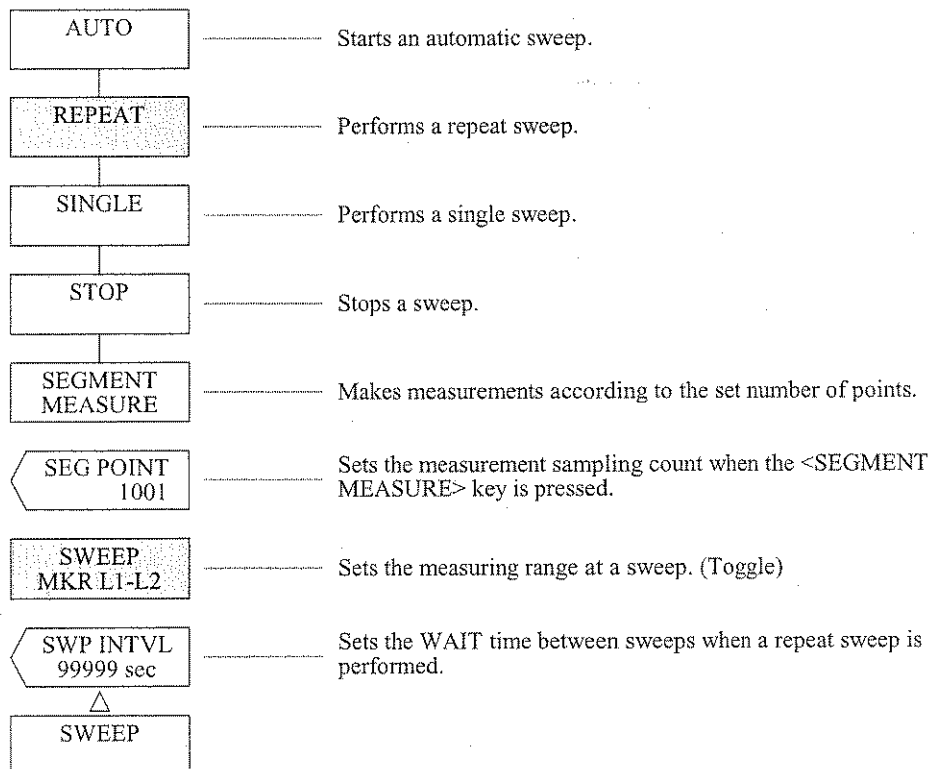 AUTO
Starts an automatic sweep.
REPEAT
Performs a repeat sweep.
SINGLE
Performs a single sweep.
STOP
Stops a sweep.
SEGMENT
MEASURE
Makes measurements according to the set number of points.
SEG POINT
1001
Sets the measurement sampling count when the <SEGMENT
MEASURE> key is pressed.
SWEEP
MKR L1-L2
Sets the measuring range at a sweep. (Toggle)
SWP INTVL
99999 sec
Sets the WAIT time between sweeps when a repeat sweep is
performed.
SWEEP